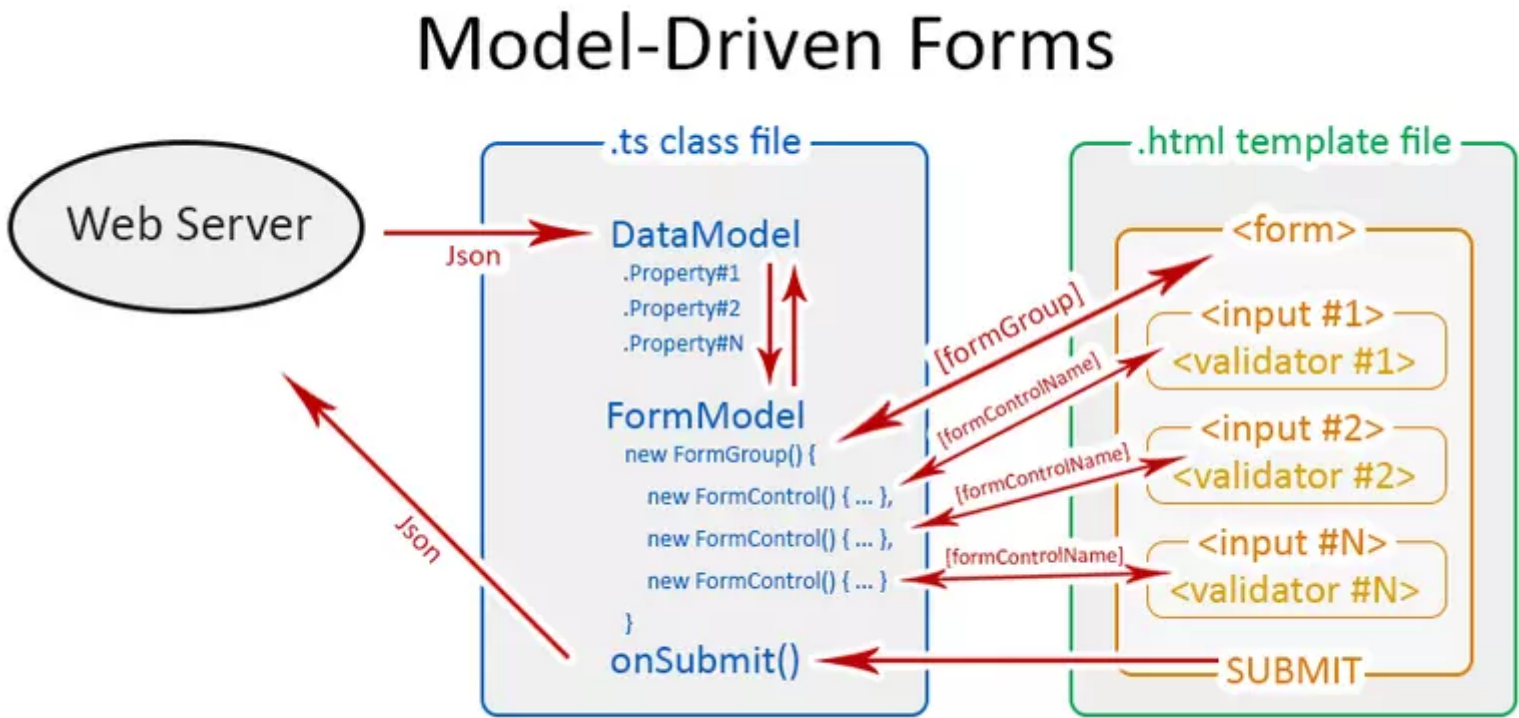 Model-Driven Forms
Web Server
Json
Json
.ts class file
DataModel
.Property#1
.Property#2
.Property#N
FormModel
new FormGroup() {
new FormControl() { ... },
new FormControl() { ... },
new FormControl() { ... }
}
onSubmit()
[formGroup]
[formControlName]
[formControlName]
[formControlName]
.html template file
<form>
<input #1>
<validator #1>
<input #2>
<validator #2>
<input #N>
<validator #N>
SUBMIT